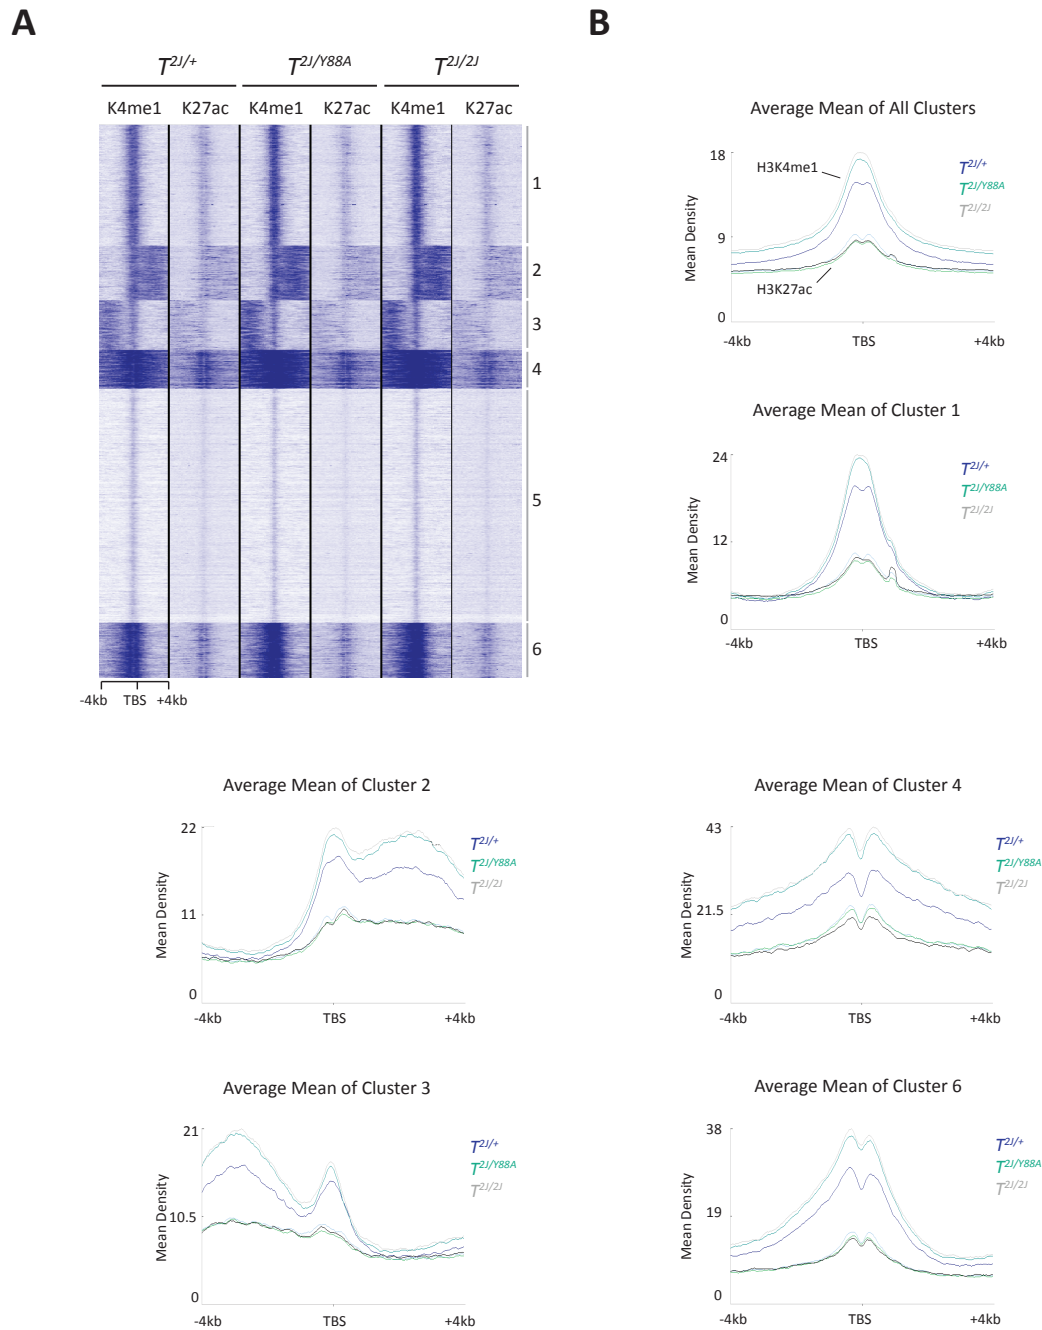 A
T2J/+ T2J/Y88A T2J/2J
K4me1 K27ac K4me1 K27ac K4me1 K27ac
1
2
3
4
5
6
-4kb TBS +4kb
B
Average Mean of All Clusters
18
9
0
Mean Density
H3K4me1
H3K27ac
T2J/+
T2J/Y88A
T2J/2J
-4kb TBS +4kb
Average Mean of Cluster 1
24
12
0
Mean Density
T2J/+
T2J/Y88A
T2J/2J
-4kb TBS +4kb
Average Mean of Cluster 2
22
11
0
Mean Density
T2J/+
T2J/Y88A
T2J/2J
-4kb TBS +4kb
Average Mean of Cluster 4
43
21.5
0
Mean Density
T2J/+
T2J/Y88A
T2J/2J
-4kb TBS +4kb
Average Mean of Cluster 3
21
10.5
0
Mean Density
T2J/+
T2J/Y88A
T2J/2J
-4kb TBS +4kb
Average Mean of Cluster 6
38
19
0
Mean Density
T2J/+
T2J/Y88A
T2J/2J
-4kb TBS +4kb